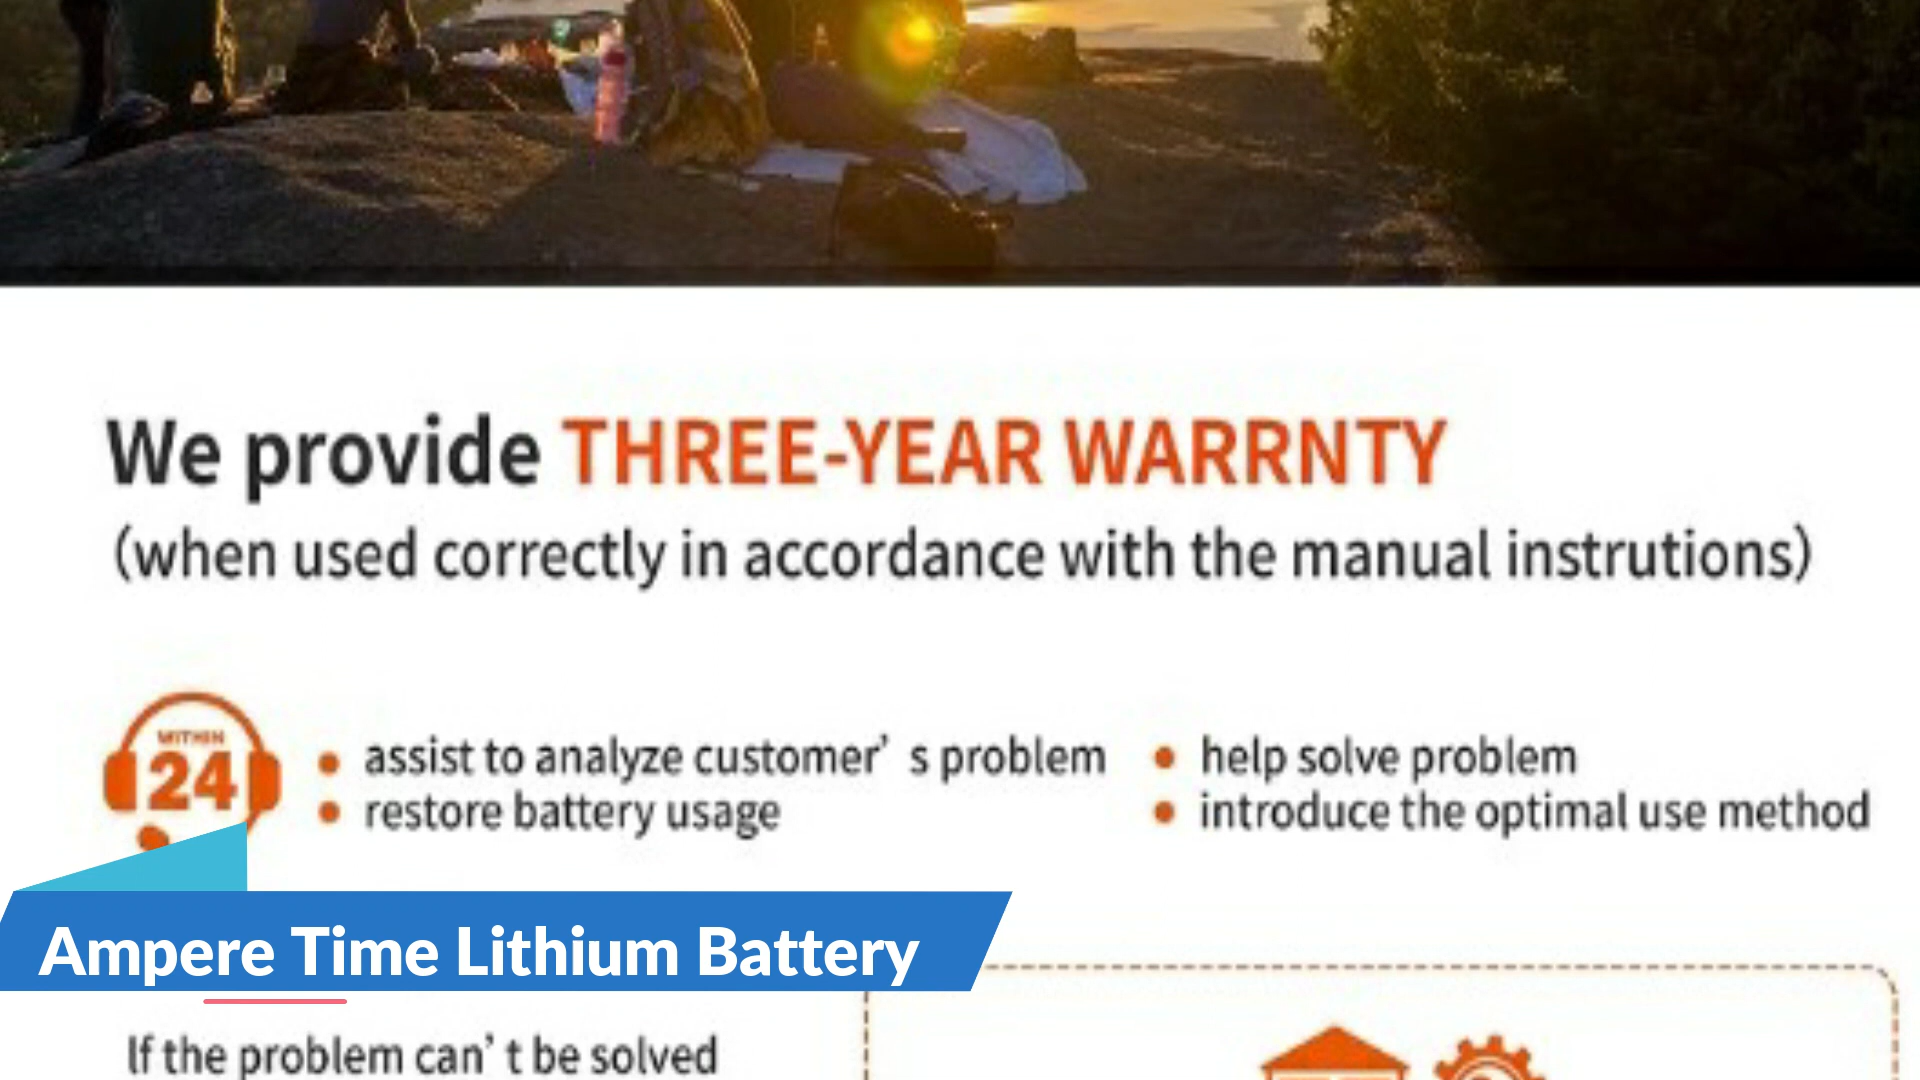 We provide THREE-YEAR WARRNTY
(when used correctly in accordance with the manual instrutions)
WITHIN
24
assist to analyze customer’ s problem
restore battery usage
help solve problem
introduce the optimal use method
Ampere Time Lithium Battery
If the problem can’ t be solved